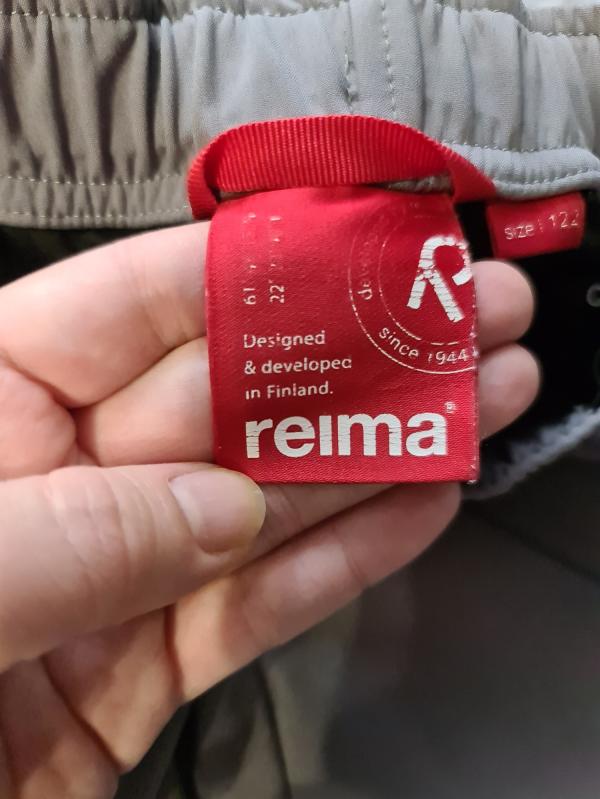 size | 122
since 1944
Designed
& developed
in Finland.
reima